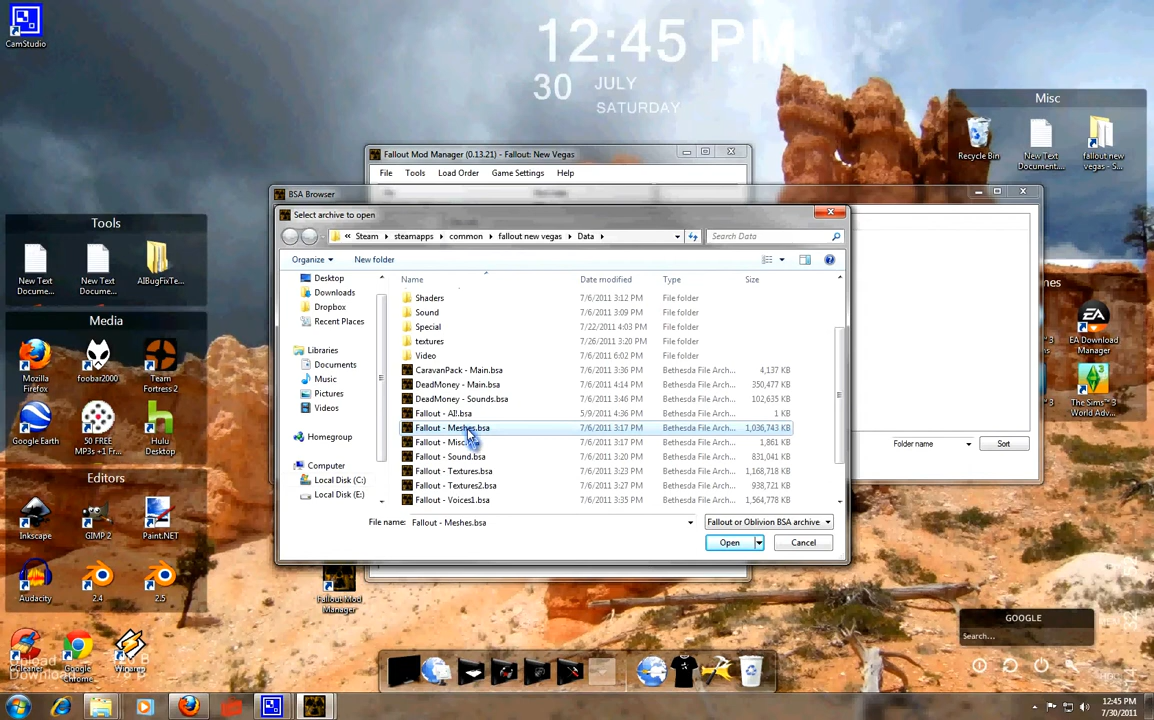 CamStudio
12:45 PM
30 JULY
SATURDAY
Misc
Recycle Bin
New Text Document....
fallout new vegas - S...
Tools
New Text Docume...
New Text Docume...
AIBugFixTe...
Media
Mozilla Firefox
foobar2000
Team Fortress 2
Google Earth
50 FREE MP3s +1 Fr...
Hulu Desktop
Editors
Inkscape
GIMP 2
Paint.NET
Audacity
2.4
2.5
CCleaner
Google Chrome
Winamp
Fallout Mod Manager (0.13.21) - Fallout: New Vegas
File Tools Load Order Game Settings Help
BSA Browser
Select archive to open
« Steam steamapps common fallout new vegas Data
Search Data
Organize New folder
Desktop
Downloads
Dropbox
Recent Places
Libraries
Documents
Music
Pictures
Videos
Homegroup
Computer
Local Disk (C:)
Local Disk (E:)
Name Date modified Type Size
Shaders 7/6/2011 3:12 PM File folder
Sound 7/6/2011 3:09 PM File folder
Special 7/22/2011 4:03 PM File folder
textures 7/26/2011 3:20 PM File folder
Video 7/6/2011 6:02 PM File folder
CaravanPack - Main.bsa 7/6/2011 3:36 PM Bethesda File Arch... 4,137 KB
DeadMoney - Main.bsa 7/6/2011 4:14 PM Bethesda File Arch... 350,477 KB
DeadMoney - Sounds.bsa 7/6/2011 3:46 PM Bethesda File Arch... 102,635 KB
Fallout - AI!.bsa 5/9/2011 4:36 PM Bethesda File Arch... 1 KB
Fallout - Meshes.bsa 7/6/2011 3:17 PM Bethesda File Arch... 1,036,743 KB
Fallout - Misc 7/6/2011 3:17 PM Bethesda File Arch... 1,861 KB
Fallout - Sound.bsa 7/6/2011 3:20 PM Bethesda File Arch... 831,041 KB
Fallout - Textures.bsa 7/6/2011 3:23 PM Bethesda File Arch... 1,168,718 KB
Fallout - Textures2.bsa 7/6/2011 3:27 PM Bethesda File Arch... 938,721 KB
Fallout - Voices1.bsa 7/6/2011 3:35 PM Bethesda File Arch... 1,564,778 KB
File name: Fallout - Meshes.bsa
Fallout or Oblivion BSA archive
Open Cancel
Folder name
Sort
EA Download Manager
The Sims™ 3 World Adv...
Fallout Mod Manager
GOOGLE
Search...
12:45 PM
7/30/2011